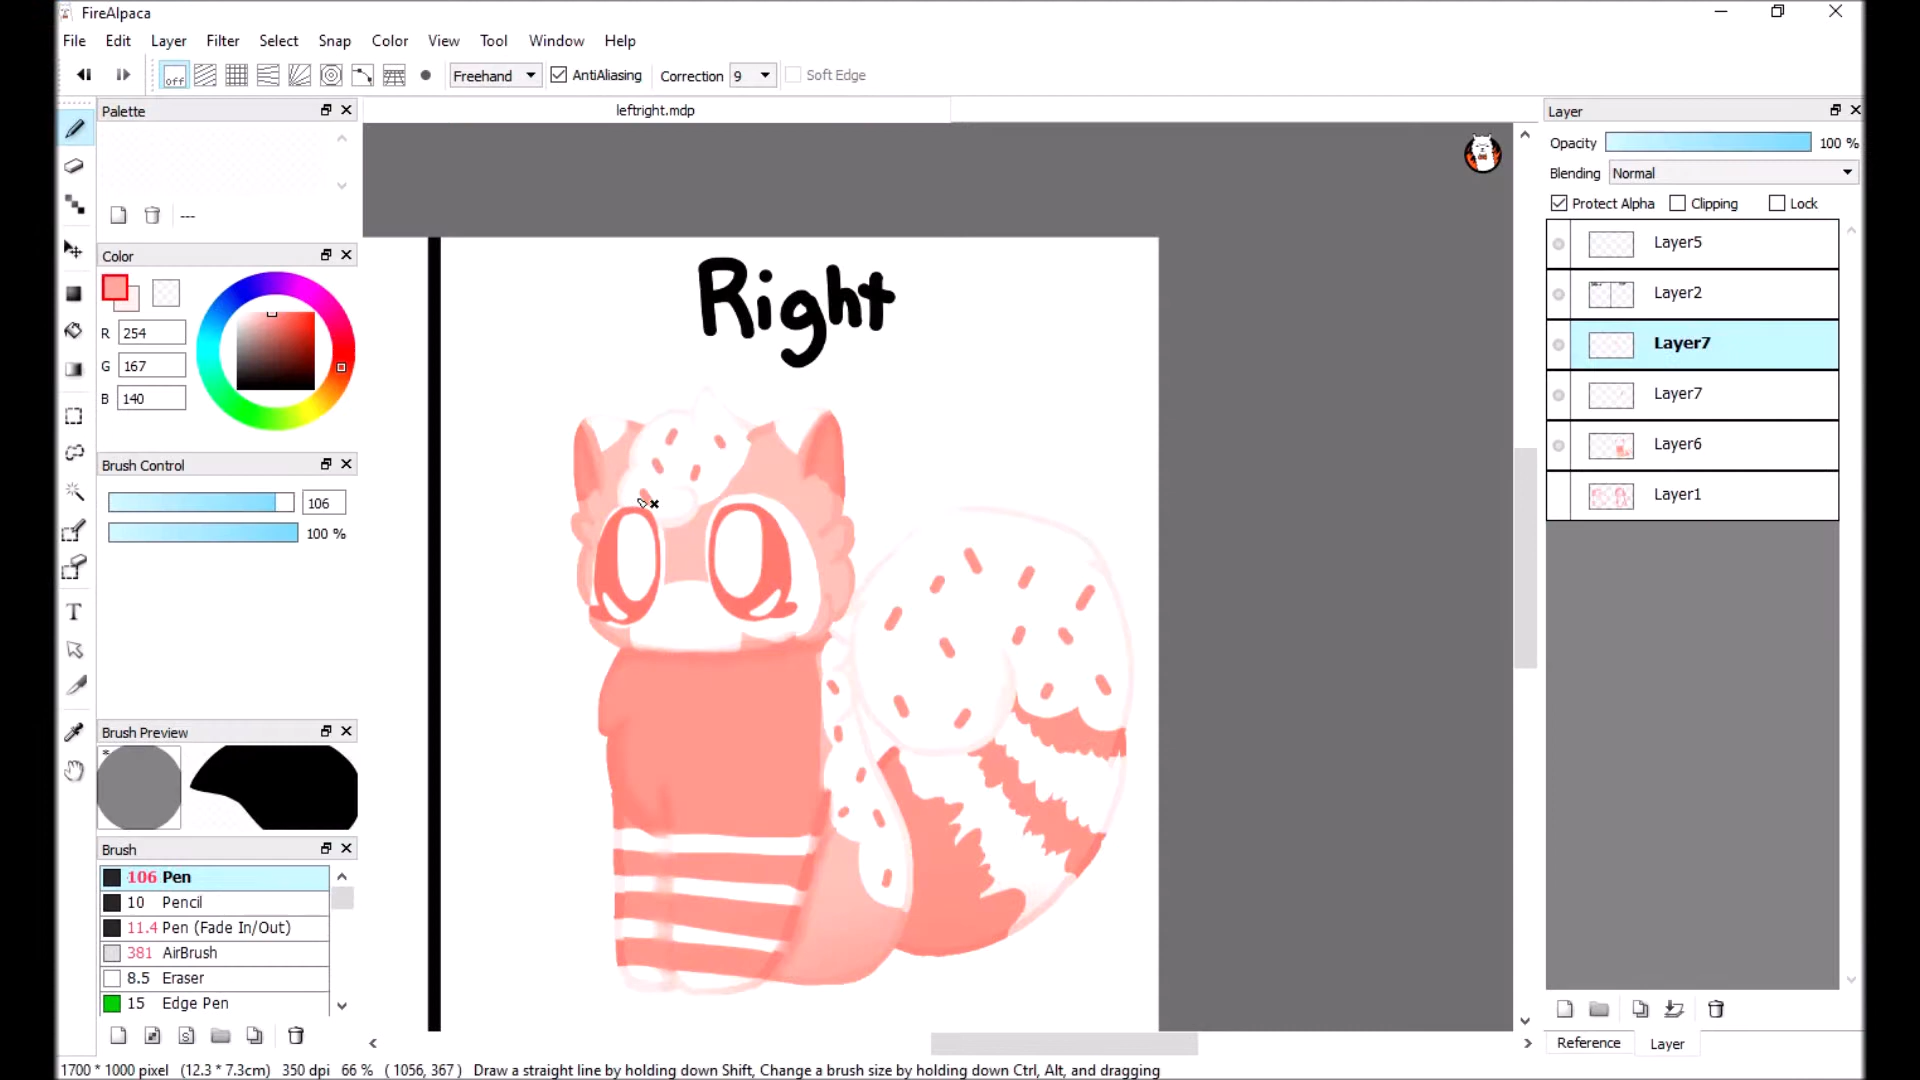 FireAlpaca
File Edit Layer Filter Select Snap Color View Tool Window Help
off Freehand AntiAliasing Correction 9 Soft Edge
Palette
leftright.mdp
Layer
Opacity 100 %
Blending Normal
Protect Alpha Clipping Lock
---
Color
R 254
G 167
B 140
Right
Layer5
Layer2
Layer7
Layer7
Layer6
Layer1
Brush Control
106
100 %
Brush Preview
*
Brush
106 Pen
10 Pencil
11.4 Pen (Fade In/Out)
381 AirBrush
8.5 Eraser
15 Edge Pen
T
S
Reference Layer
1700 * 1000 pixel (12.3 * 7.3cm) 350 dpi 66 % ( 1056, 367 ) Draw a straight line by holding down Shift, Change a brush size by holding down Ctrl, Alt, and dragging